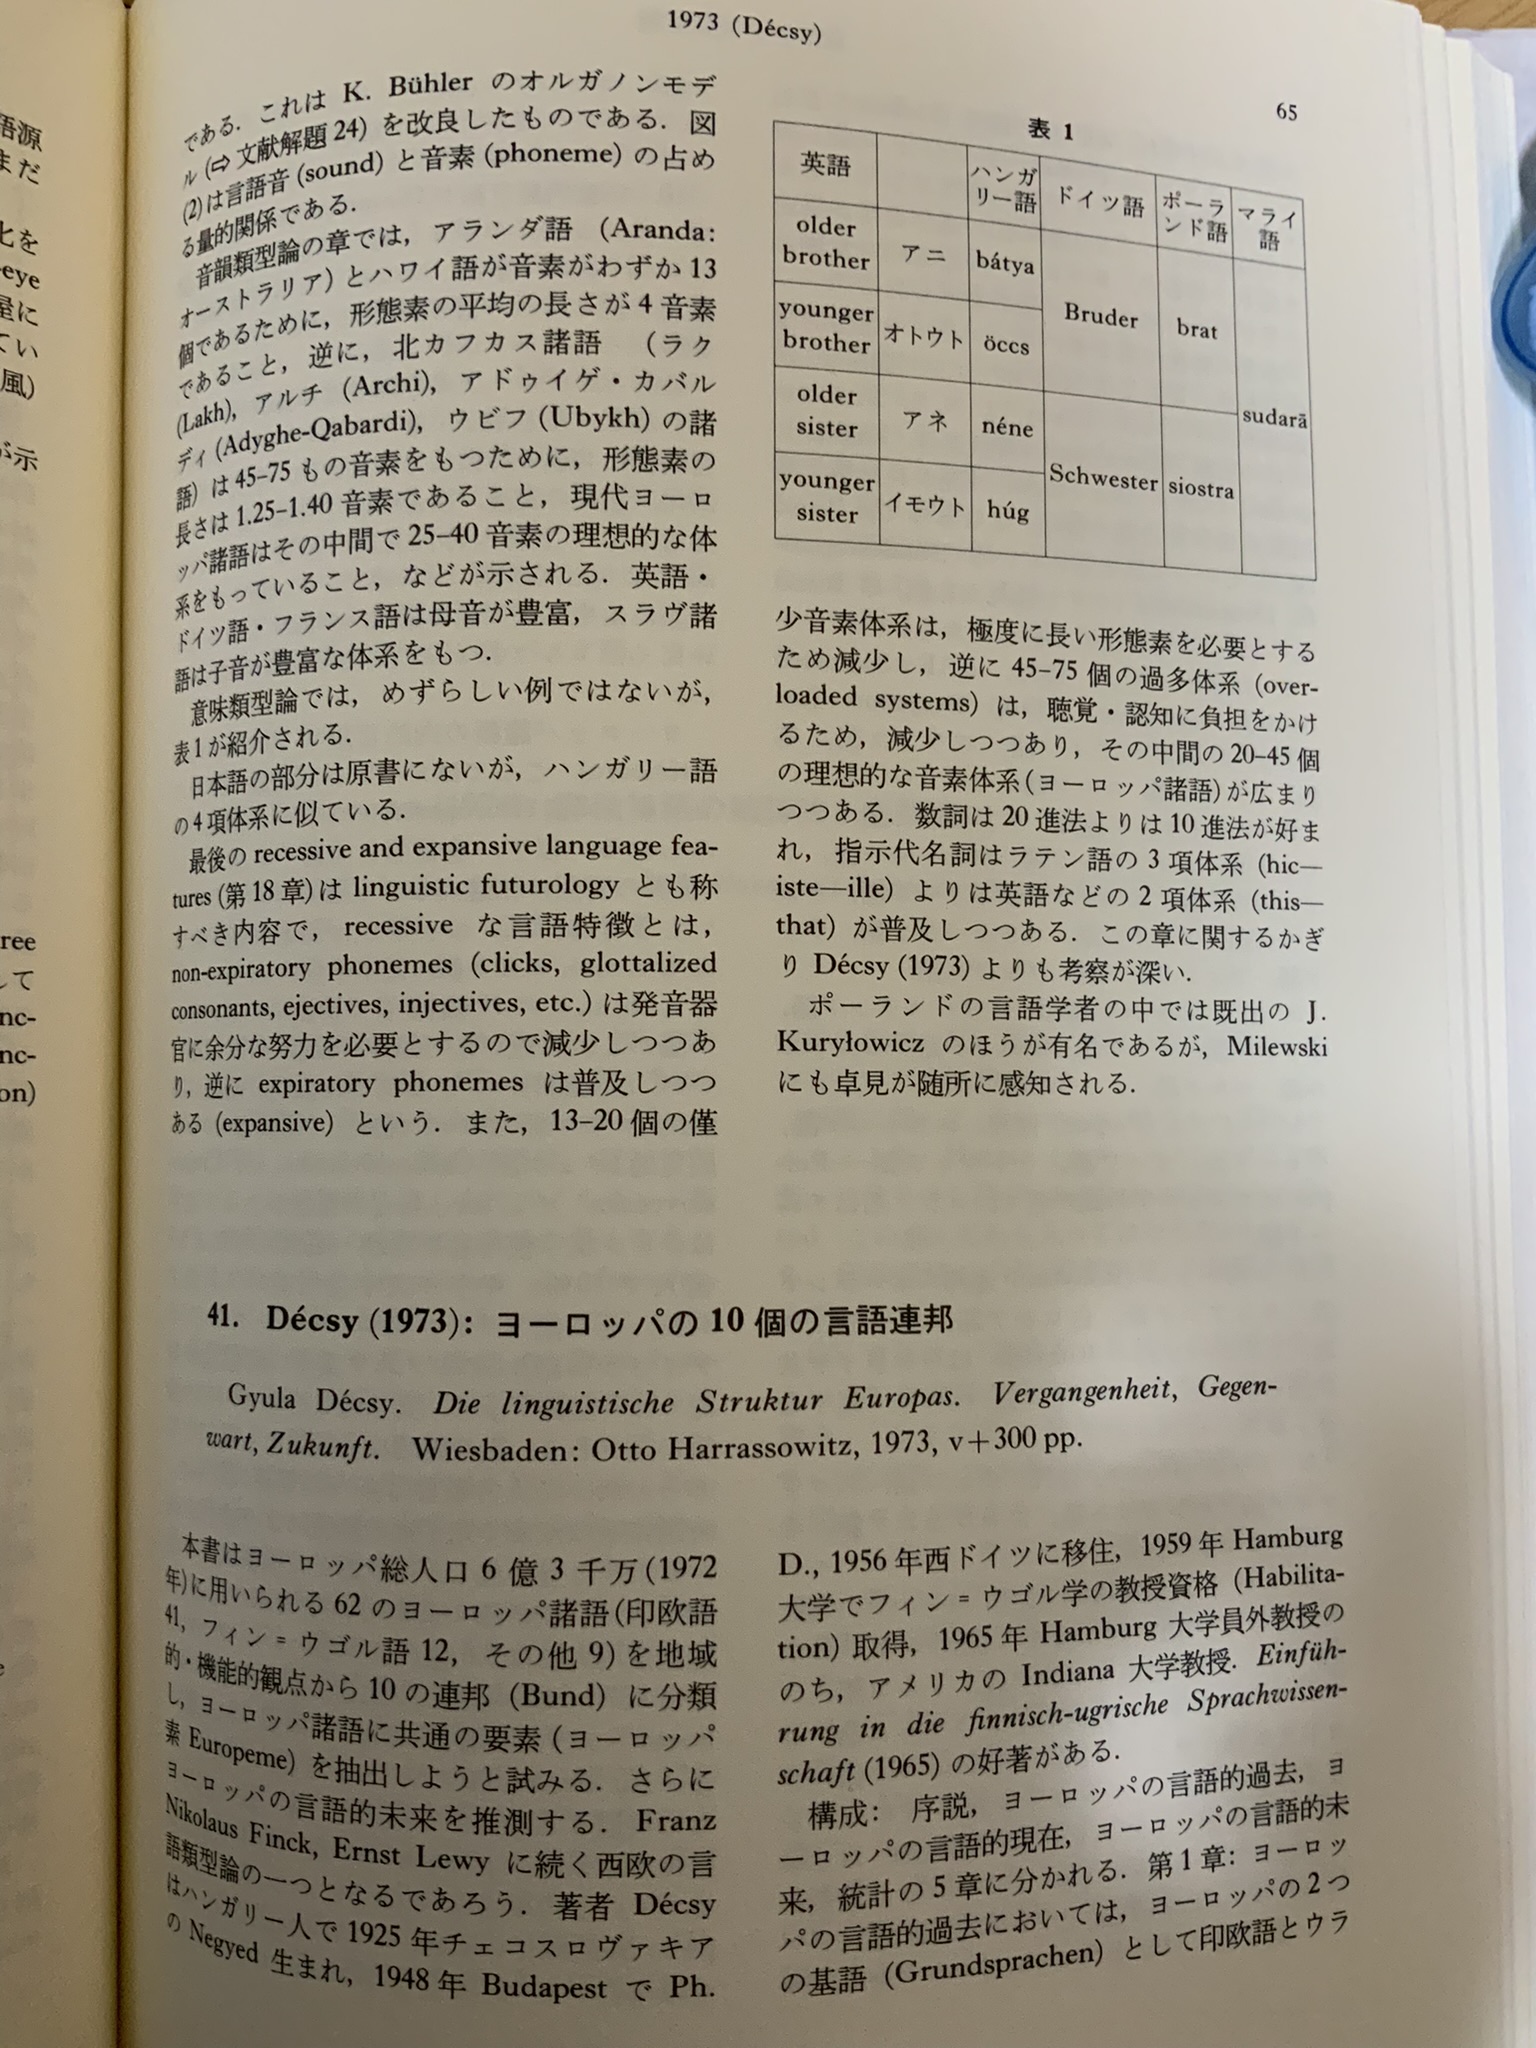 1973 (Décsy)
65
である．これは K. Bühler のオルガノンモデ
ル (⇨ 文献解題 24) を改良したものである．図
(2)は言語音 (sound) と音素 (phoneme) の占め
る量的関係である．
音韻類型論の章では，アランダ語 (Aranda:
オーストラリア) とハワイ語が音素がわずか 13
個であるために，形態素の平均の長さが 4 音素
であること，逆に，北カフカス諸語 (ラク
(Lakh), アルチ (Archi), アドゥイゲ・カバル
ディ (Adyghe-Qabardi), ウビフ (Ubykh) の諸
語) は 45–75 もの音素をもつために，形態素の
長さは 1.25–1.40 音素であること，現代ヨーロ
ッパ諸語はその中間で 25–40 音素の理想的な体
系をもっていること，などが示される．英語・
ドイツ語・フランス語は母音が豊富，スラヴ諸
語は子音が豊富な体系をもつ．
意味類型論では，めずらしい例ではないが，
表1が紹介される．
日本語の部分は原書にないが，ハンガリー語
の4項体系に似ている．
最後の recessive and expansive language fea-
tures (第 18 章) は linguistic futurology とも称
すべき内容で，recessive な言語特徴とは，
non-expiratory phonemes (clicks, glottalized
consonants, ejectives, injectives, etc.) は発音器
官に余分な努力を必要とするので減少しつつあ
り，逆に expiratory phonemes は普及しつつ
ある (expansive) という．また，13–20 個の僅
表 1
英語 ハンガリー語 ドイツ語 ポーランド語 マライ語
older brother アニ bátya Bruder brat sudarā
younger brother オトウト öccs
older sister アネ néne Schwester siostra
younger sister イモウト húg
少音素体系は，極度に長い形態素を必要とする
ため減少し，逆に 45–75 個の過多体系 (over-
loaded systems) は，聴覚・認知に負担をかけ
るため，減少しつつあり，その中間の 20–45 個
の理想的な音素体系 (ヨーロッパ諸語) が広まり
つつある．数詞は 20 進法よりは 10 進法が好ま
れ，指示代名詞はラテン語の 3 項体系 (hic—
iste—ille) よりは英語などの 2 項体系 (this—
that) が普及しつつある．この章に関するかぎ
り Décsy (1973) よりも考察が深い．
ポーランドの言語学者の中では既出の J.
Kuryłowicz のほうが有名であるが，Milewski
にも卓見が随所に感知される．
41. Décsy (1973): ヨーロッパの 10 個の言語連邦
Gyula Décsy. Die linguistische Struktur Europas. Vergangenheit, Gegen-
wart, Zukunft. Wiesbaden: Otto Harrassowitz, 1973, v+300 pp.
本書はヨーロッパ総人口 6 億 3 千万 (1972
年)に用いられる 62 のヨーロッパ諸語 (印欧語
41, フィン゠ウゴル語 12, その他 9) を地域
的・機能的観点から 10 の連邦 (Bund) に分類
し，ヨーロッパ諸語に共通の要素 (ヨーロッパ
素 Europeme) を抽出しようと試みる．さらに
ヨーロッパの言語的未来を推測する．Franz
Nikolaus Finck, Ernst Lewy に続く西欧の言
語類型論の一つとなるであろう．著者 Décsy
はハンガリー人で 1925 年チェコスロヴァキア
の Negyed 生まれ，1948 年 Budapest で Ph.
D., 1956 年西ドイツに移住，1959 年 Hamburg
大学でフィン゠ウゴル学の教授資格 (Habilita-
tion) 取得，1965 年 Hamburg 大学員外教授の
のち，アメリカの Indiana 大学教授．Einfüh-
rung in die finnisch-ugrische Sprachwissen-
schaft (1965) の好著がある．
構成： 序説，ヨーロッパの言語的過去，ヨ
ーロッパの言語的現在，ヨーロッパの言語的未
来，統計の 5 章に分かれる．第 1 章：ヨーロッ
パの言語的過去においては，ヨーロッパの 2 つ
の基語 (Grundsprachen) として印欧語とウラ